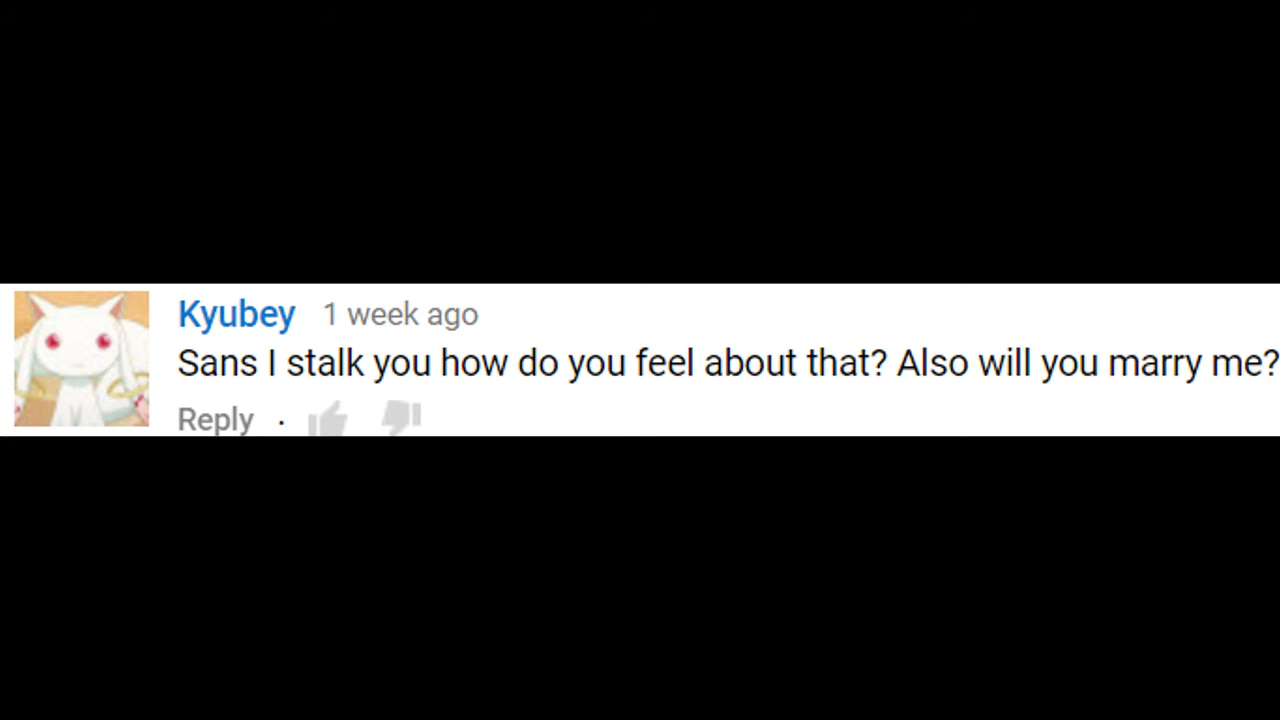 Kyubey 1 week ago
Sans I stalk you how do you feel about that? Also will you marry me?
Reply ·